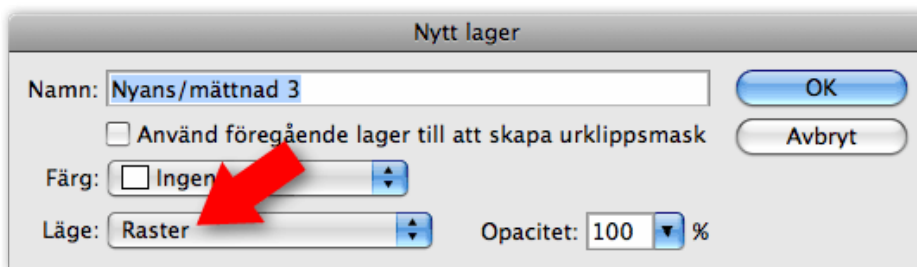 Nytt lager
Namn: Nyans/mättnad 3
OK
Använd föregående lager till att skapa urklippsmask
Avbryt
Färg: Ingen
Läge: Raster Opacitet: 100 %